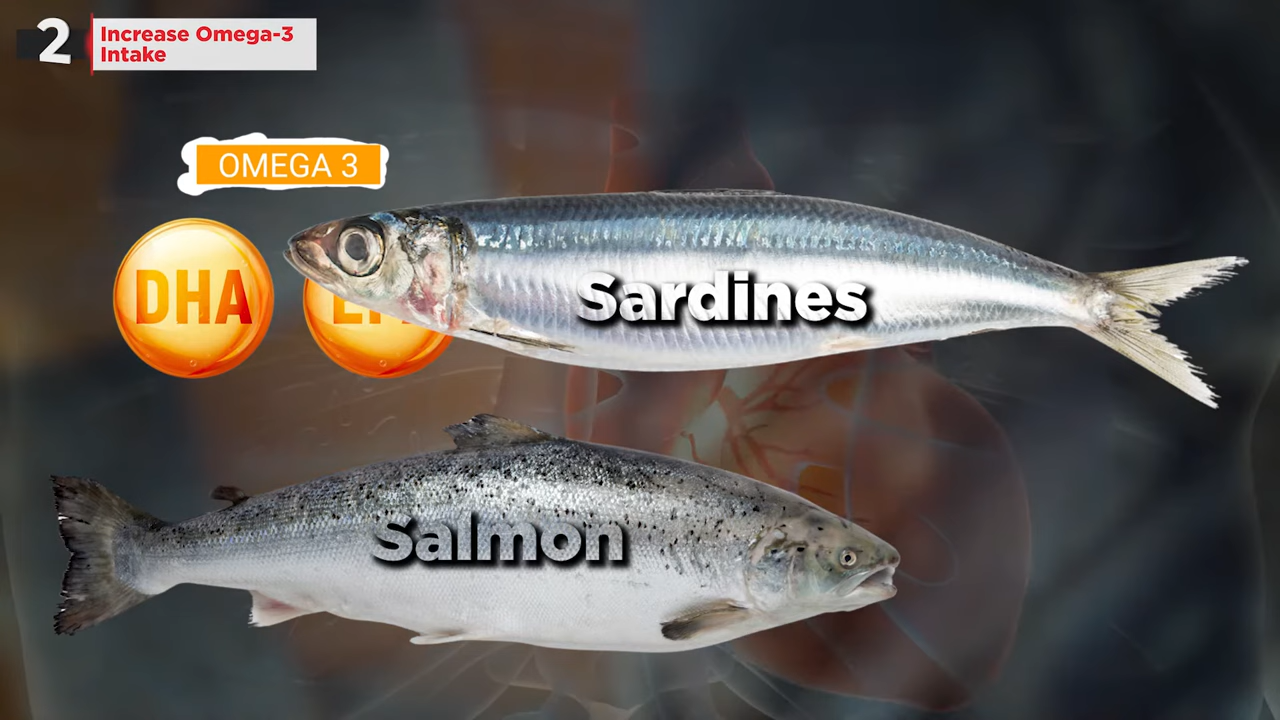 2
Increase Omega-3
Intake
OMEGA 3
DHA
Sardines
Salmon